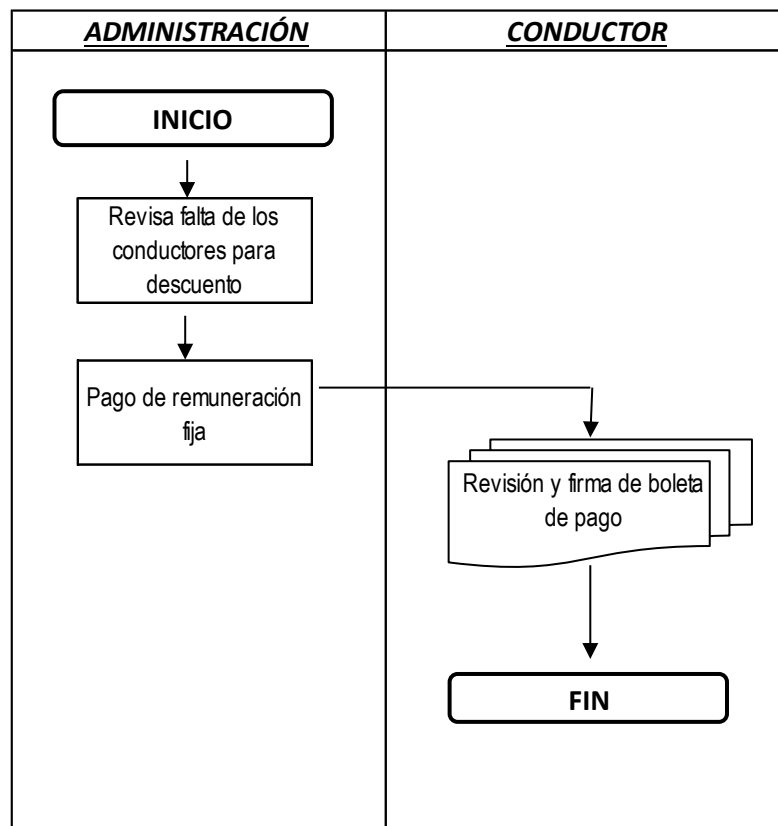 ADMINISTRACIÓN
CONDUCTOR
INICIO
Revisa falta de los
conductores para
descuento
Pago de remuneración
fija
Revisión y firma de boleta
de pago
FIN